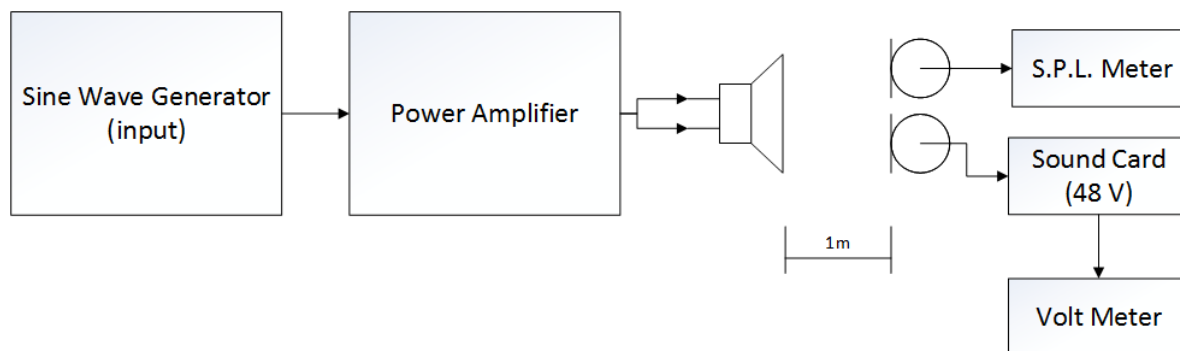 Sine Wave Generator
(input)
Power Amplifier
S.P.L. Meter
Sound Card
(48 V)
1m
Volt Meter